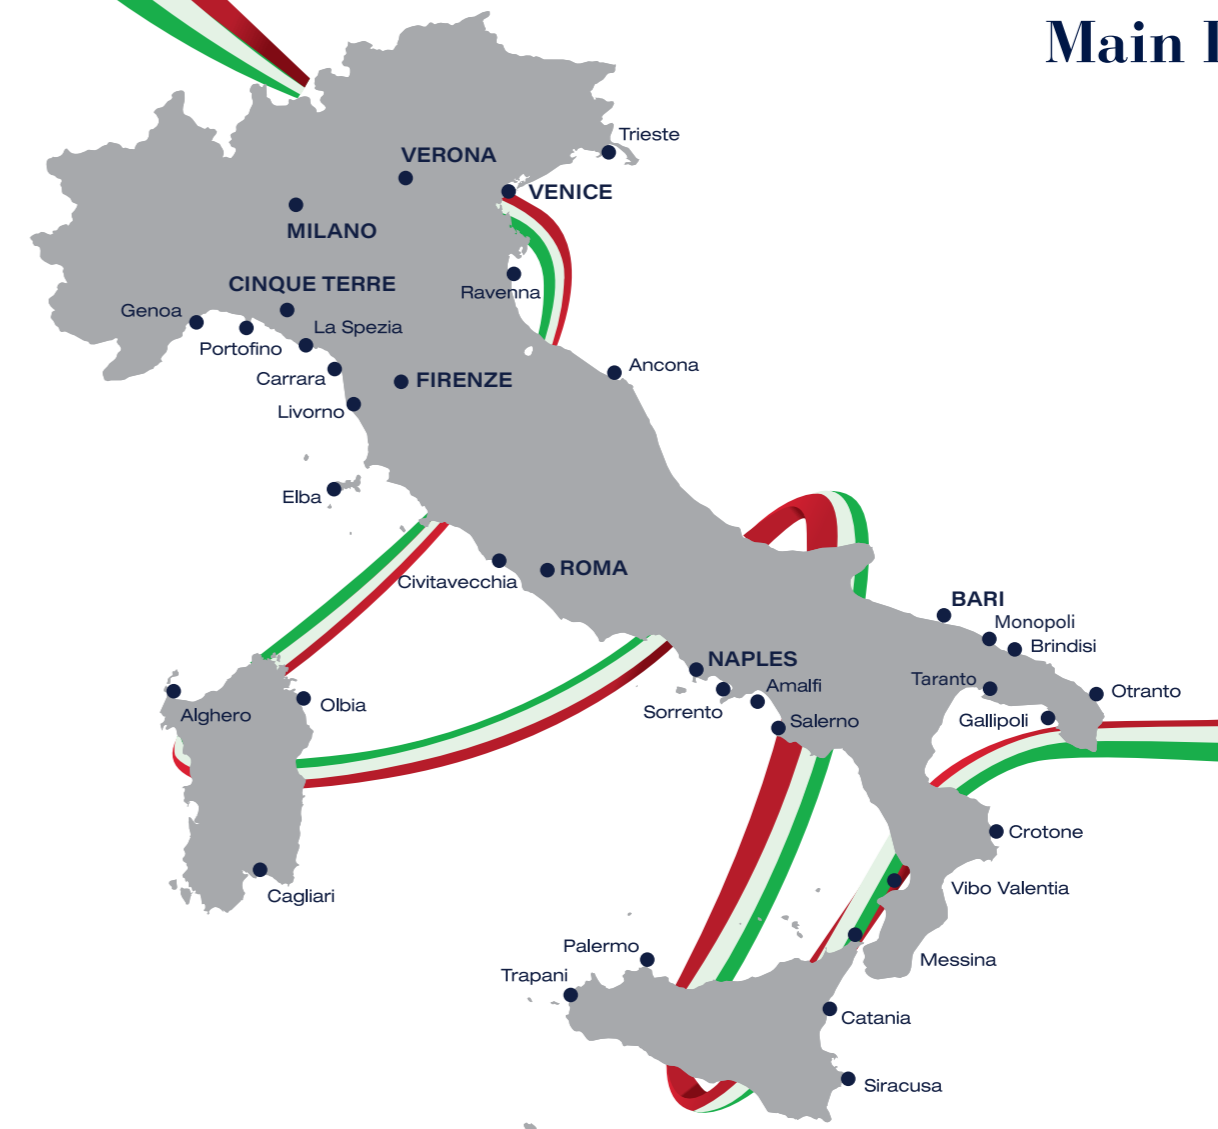 Main
Trieste
VERONA
VENICE
MILANO
CINQUE TERRE
Ravenna
Genoa
La Spezia
Portofino
Ancona
Carrara
FIRENZE
Livorno
Elba
Civitavecchia
ROMA
BARI
Monopoli
Brindisi
NAPLES
Taranto
Amalfi
Otranto
Olbia
Sorrento
Alghero
Gallipoli
Salerno
Crotone
Vibo Valentia
Cagliari
Palermo
Messina
Trapani
Catania
Siracusa